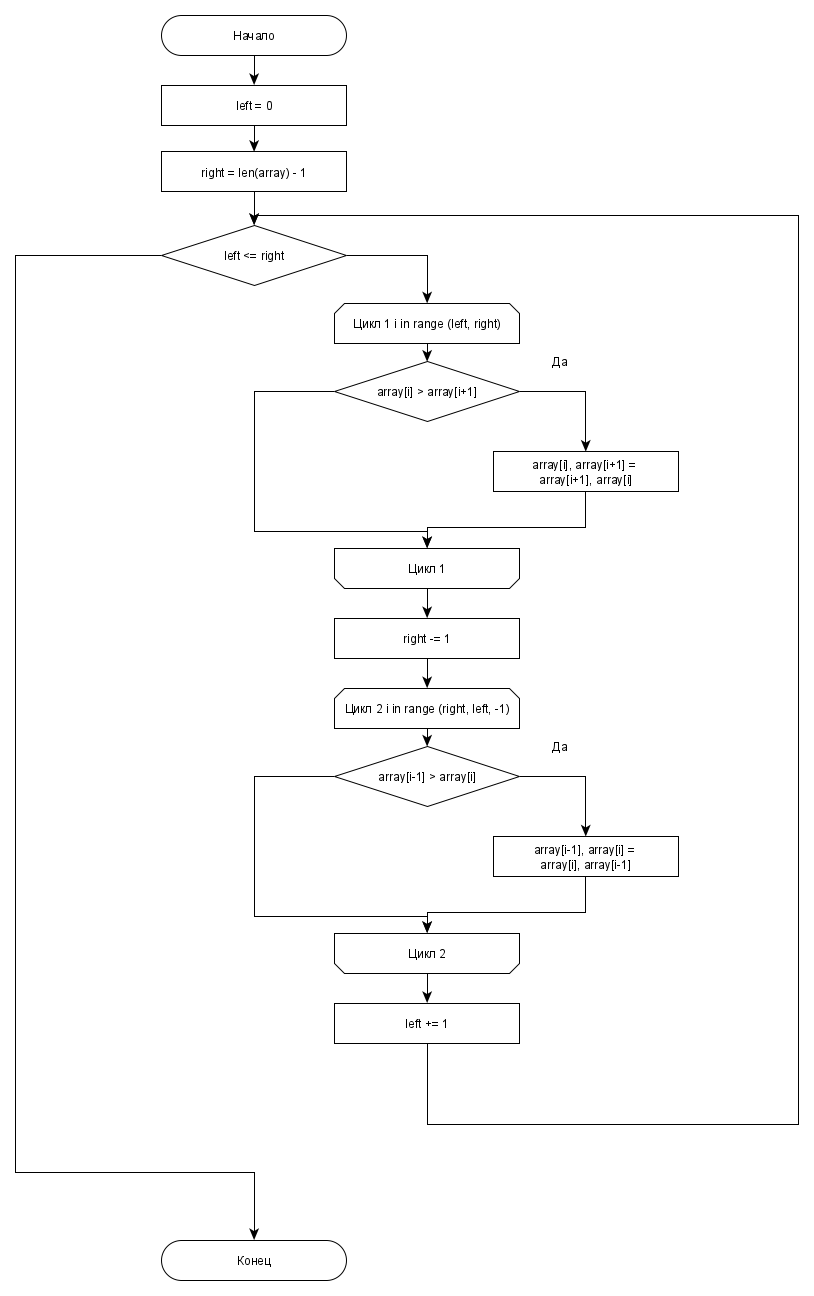 Начало
left = 0
right = len(array) - 1
left <= right
Цикл 1 i in range (left, right)
Да
array[i] > array[i+1]
array[i], array[i+1] =
array[i+1], array[i]
Цикл 1
right -= 1
Цикл 2 i in range (right, left, -1)
Да
array[i-1] > array[i]
array[i-1], array[i] =
array[i], array[i-1]
Цикл 2
left += 1
Конец